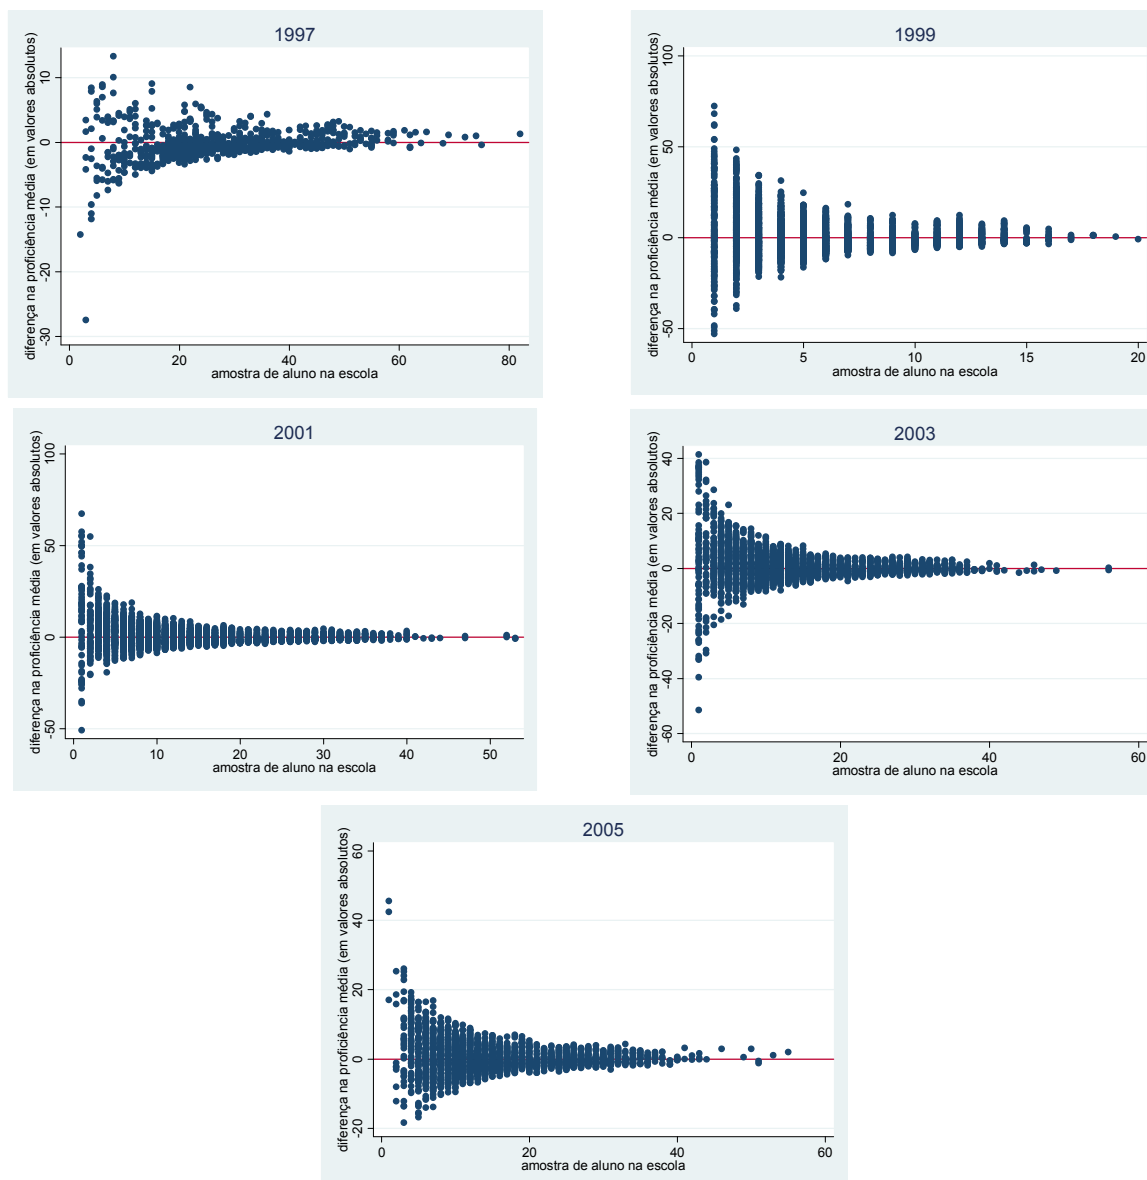 1997
diferença na proficiência média (em valores absolutos)
10
0
-10
-20
-30
0 20 40 60 80
amostra de aluno na escola
1999
diferença na proficiência média (em valores absolutos)
100
50
0
-50
0 5 10 15 20
amostra de aluno na escola
2001
diferença na proficiência média (em valores absolutos)
100
50
0
-50
0 10 20 30 40 50
amostra de aluno na escola
2003
diferença na proficiência média (em valores absolutos)
40
20
0
-20
-40
-60
0 20 40 60
amostra de aluno na escola
2005
diferença na proficiência média (em valores absolutos)
60
40
20
0
-20
0 20 40 60
amostra de aluno na escola